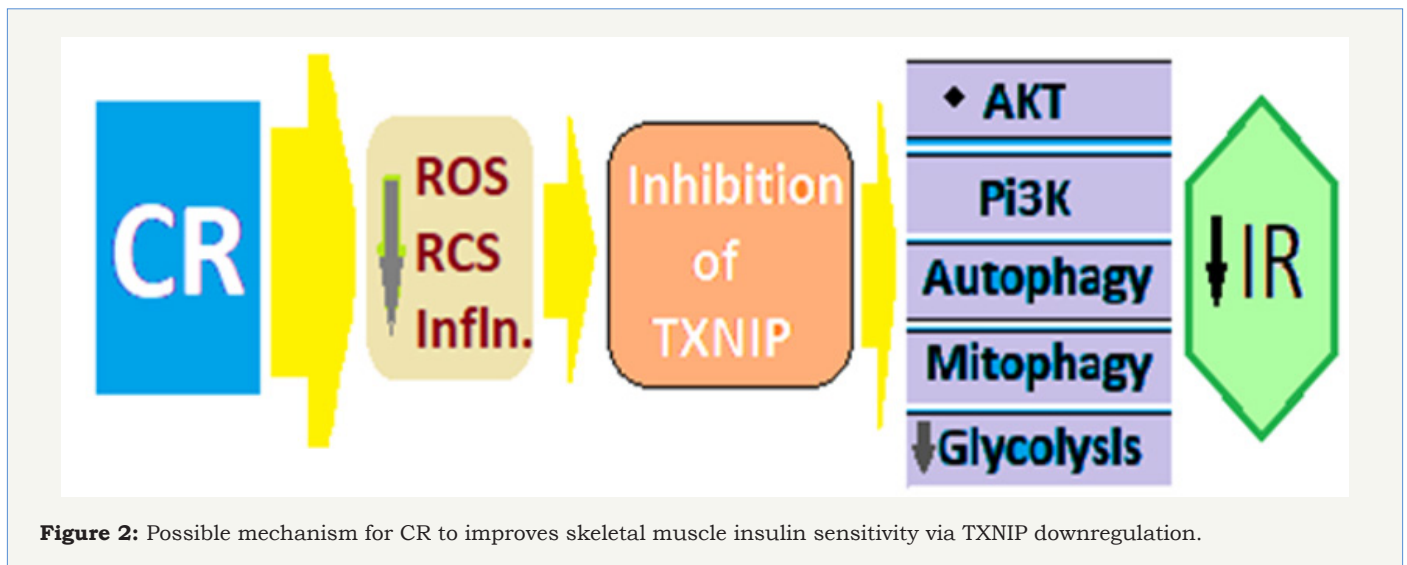 CR
ROS
RCS
Infln.
Inhibition
of
TXNIP
◆ AKT
Pi3K
Autophagy
Mitophagy
Glycolysis
IR
Figure 2: Possible mechanism for CR to improves skeletal muscle insulin sensitivity via TXNIP downregulation.